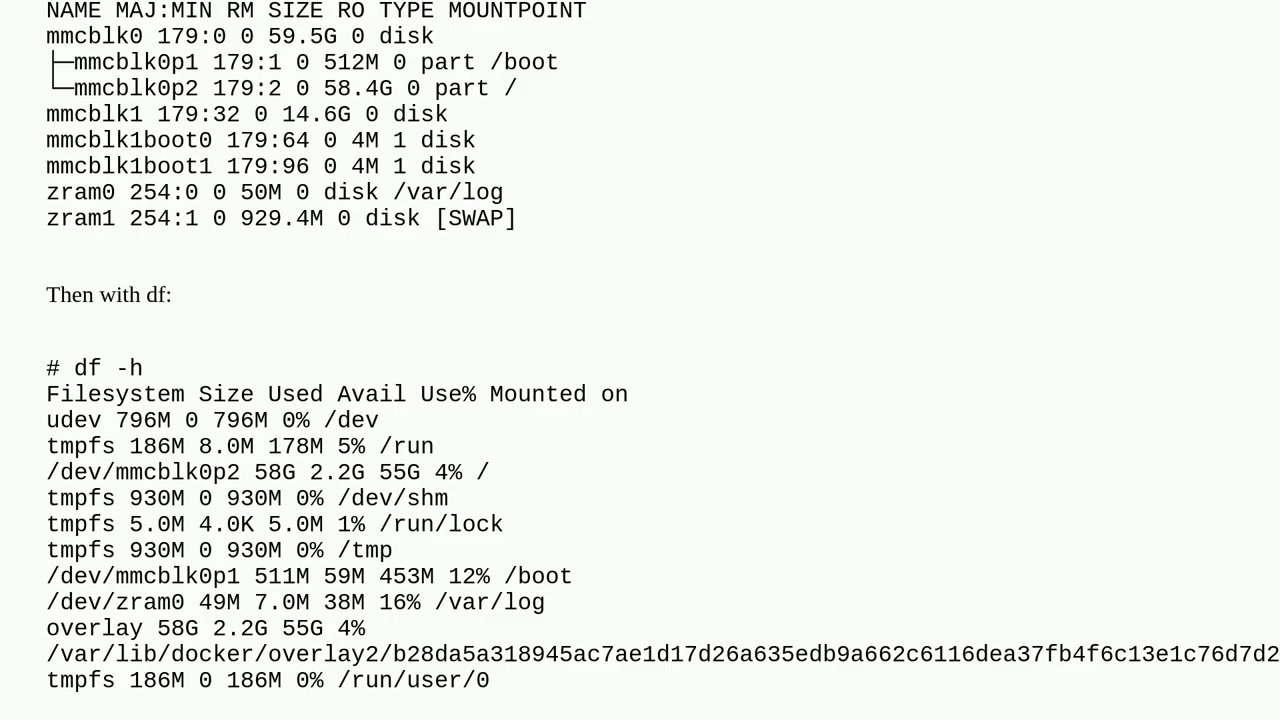 NAME MAJ:MIN RM SIZE RO TYPE MOUNTPOINT
mmcblk0 179:0 0 59.5G 0 disk
├─mmcblk0p1 179:1 0 512M 0 part /boot
└─mmcblk0p2 179:2 0 58.4G 0 part /
mmcblk1 179:32 0 14.6G 0 disk
mmcblk1boot0 179:64 0 4M 1 disk
mmcblk1boot1 179:96 0 4M 1 disk
zram0 254:0 0 50M 0 disk /var/log
zram1 254:1 0 929.4M 0 disk [SWAP]
Then with df:
# df -h
Filesystem Size Used Avail Use% Mounted on
udev 796M 0 796M 0% /dev
tmpfs 186M 8.0M 178M 5% /run
/dev/mmcblk0p2 58G 2.2G 55G 4% /
tmpfs 930M 0 930M 0% /dev/shm
tmpfs 5.0M 4.0K 5.0M 1% /run/lock
tmpfs 930M 0 930M 0% /tmp
/dev/mmcblk0p1 511M 59M 453M 12% /boot
/dev/zram0 49M 7.0M 38M 16% /var/log
overlay 58G 2.2G 55G 4%
/var/lib/docker/overlay2/b28da5a318945ac7ae1d17d26a635edb9a662c6116dea37fb4f6c13e1c76d7d2
tmpfs 186M 0 186M 0% /run/user/0